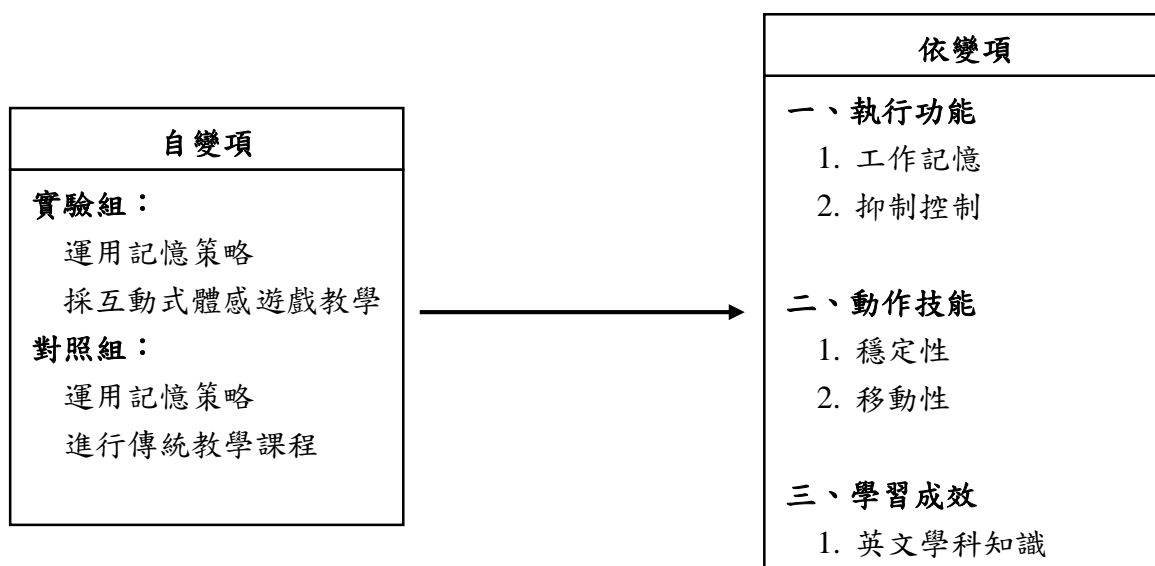 自變項
實驗組：
運用記憶策略
採互動式體感遊戲教學
對照組：
運用記憶策略
進行傳統教學課程
依變項
一、執行功能
1. 工作記憶
2. 抑制控制
二、動作技能
1. 穩定性
2. 移動性
三、學習成效
1. 英文學科知識